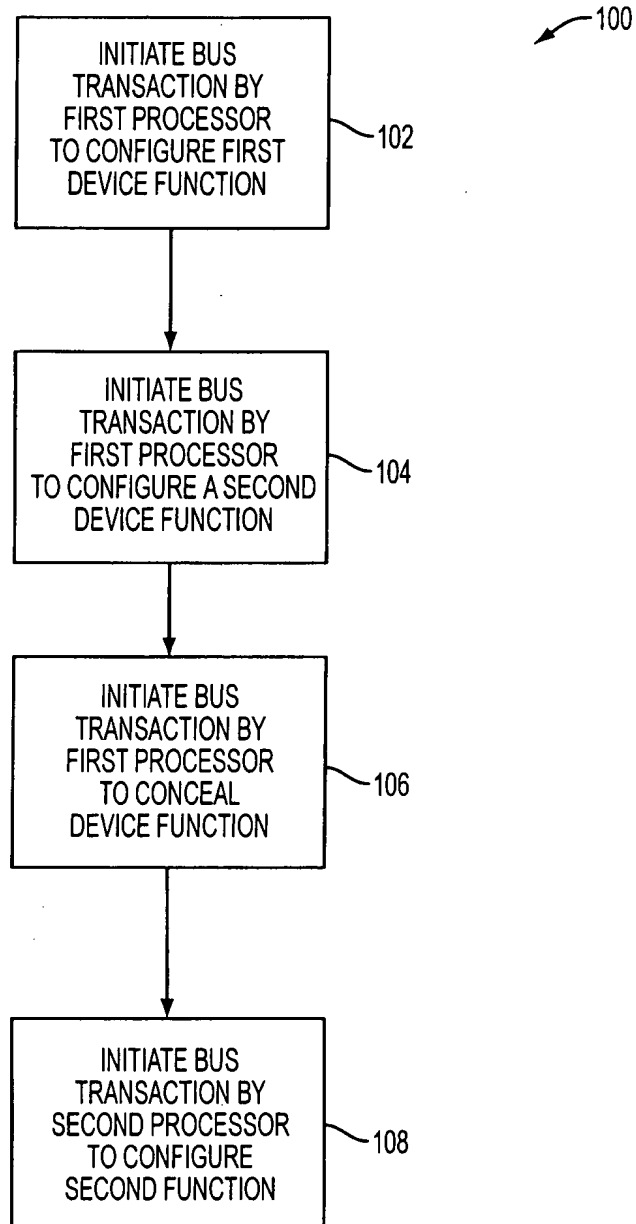 100
INITIATE BUS
TRANSACTION BY
FIRST PROCESSOR
TO CONFIGURE FIRST
DEVICE FUNCTION
102
INITIATE BUS
TRANSACTION BY
FIRST PROCESSOR
TO CONFIGURE A SECOND
DEVICE FUNCTION
104
INITIATE BUS
TRANSACTION BY
FIRST PROCESSOR
TO CONCEAL
DEVICE FUNCTION
106
INITIATE BUS
TRANSACTION BY
SECOND PROCESSOR
TO CONFIGURE
SECOND FUNCTION
108